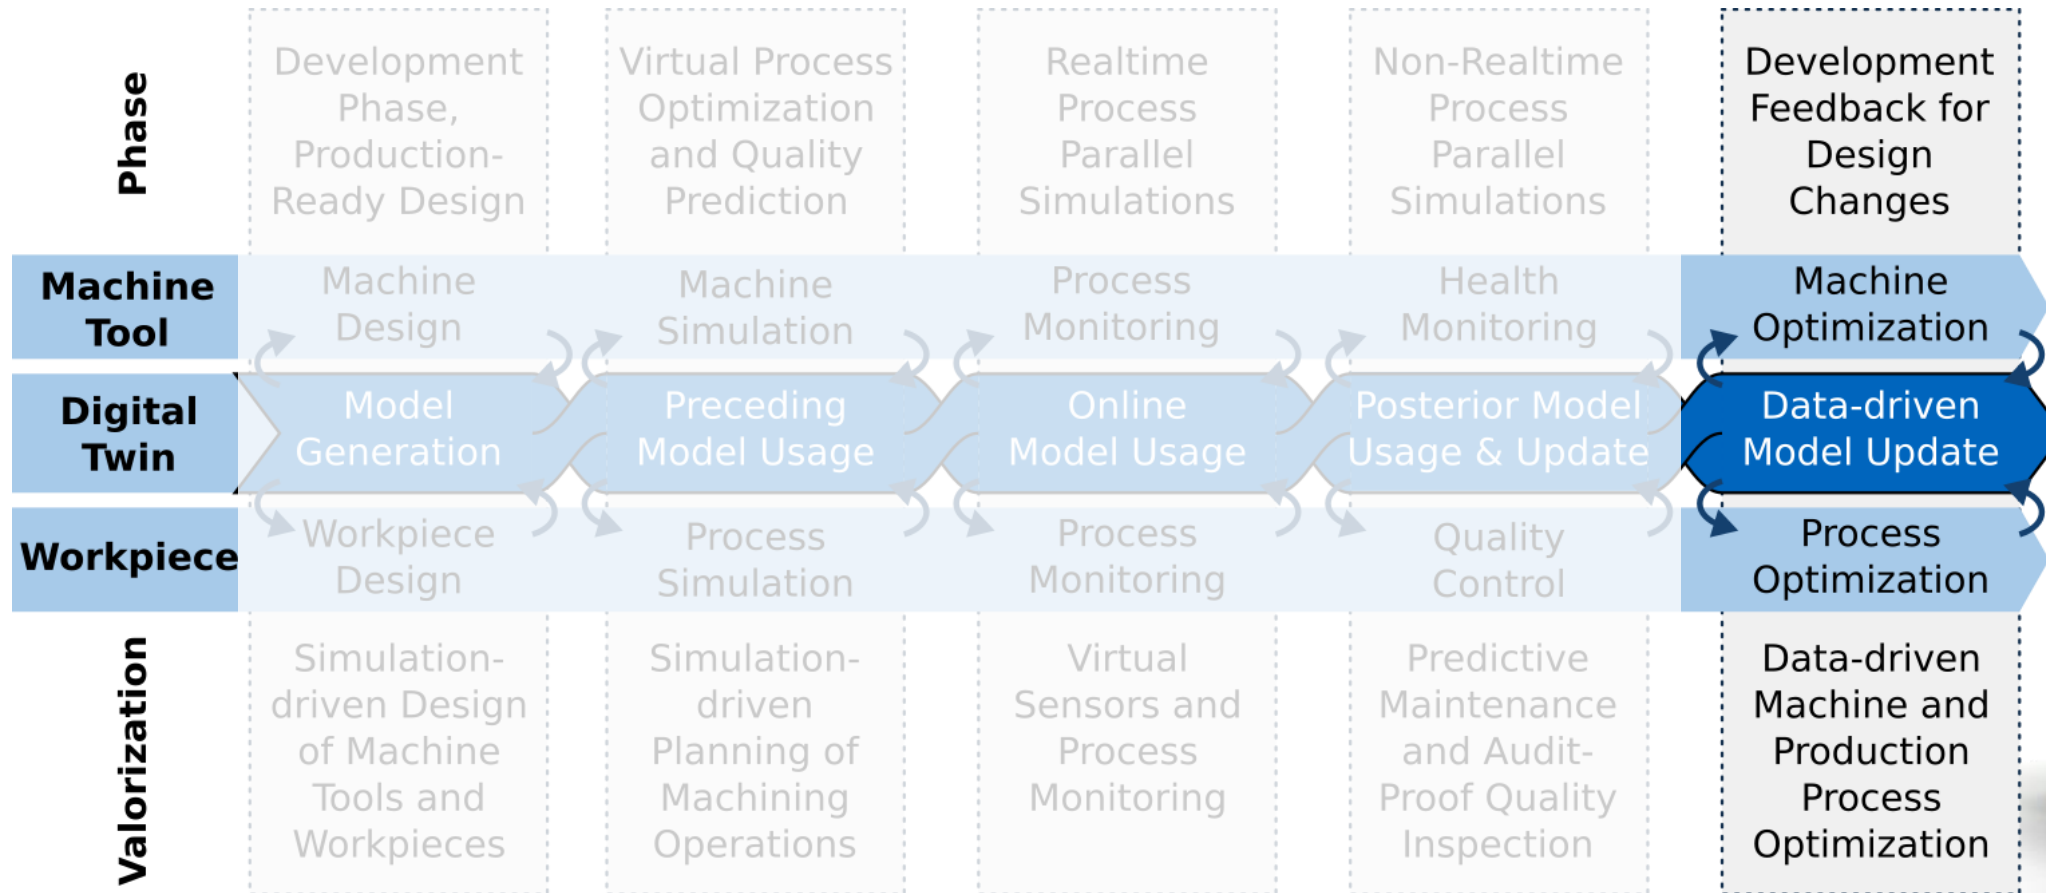 Phase
Development
Phase,
Production-
Ready Design
Virtual Process
Optimization
and Quality
Prediction
Realtime
Process
Parallel
Simulations
Non-Realtime
Process
Parallel
Simulations
Development
Feedback for
Design
Changes
Machine
Tool
Machine
Design
Machine
Simulation
Process
Monitoring
Health
Monitoring
Machine
Optimization
Digital
Twin
Model
Generation
Preceding
Model Usage
Online
Model Usage
Posterior Model
Usage & Update
Data-driven
Model Update
Workpiece
Workpiece
Design
Process
Simulation
Process
Monitoring
Quality
Control
Process
Optimization
Valorization
Simulation-
driven Design
of Machine
Tools and
Workpieces
Simulation-
driven
Planning of
Machining
Operations
Virtual
Sensors and
Process
Monitoring
Predictive
Maintenance
and Audit-
Proof Quality
Inspection
Data-driven
Machine and
Production
Process
Optimization